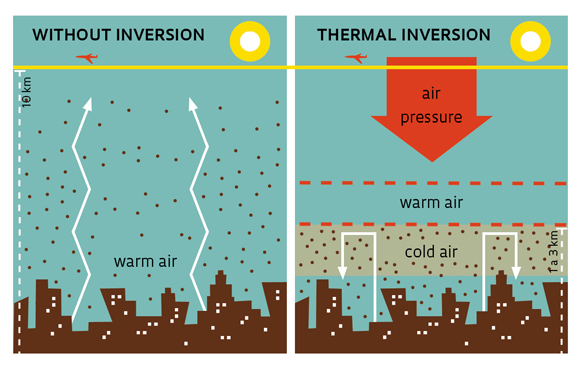 WITHOUT INVERSION
10 km
warm air
THERMAL INVERSION
air
pressure
warm air
cold air
1 a 3 km